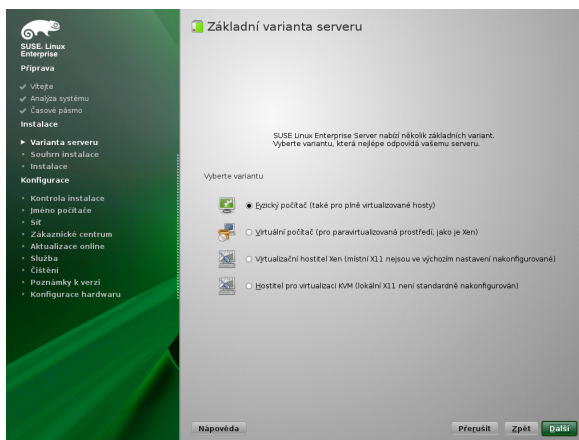 SUSE. Linux
Enterprise
Příprava
Vítejte
Analýza systému
Časové pásmo
Instalace
Varianta serveru
Souhrn instalace
Instalace
Konfigurace
Kontrola instalace
Jméno počítače
Síť
Zákaznické centrum
Aktualizace online
Služba
Čištění
Poznámky k verzi
Konfigurace hardwaru
Základní varianta serveru
SUSE Linux Enterprise Server nabízí několik základních variant.
Vyberte variantu, která nejlépe odpovídá vašemu serveru.
Vyberte variantu
Fyzický počítač (také pro plně virtualizované hosty)
Virtuální počítač (pro paravirtualizovaná prostředí, jako je Xen)
Virtualizační hostitel Xen (místní X11 nejsou ve výchozím nastavení nakonfigurované)
Hostitel pro virtualizaci KVM (lokální X11 není standardně nakonfigurován)
Nápověda
Přerušit
Zpět
Další